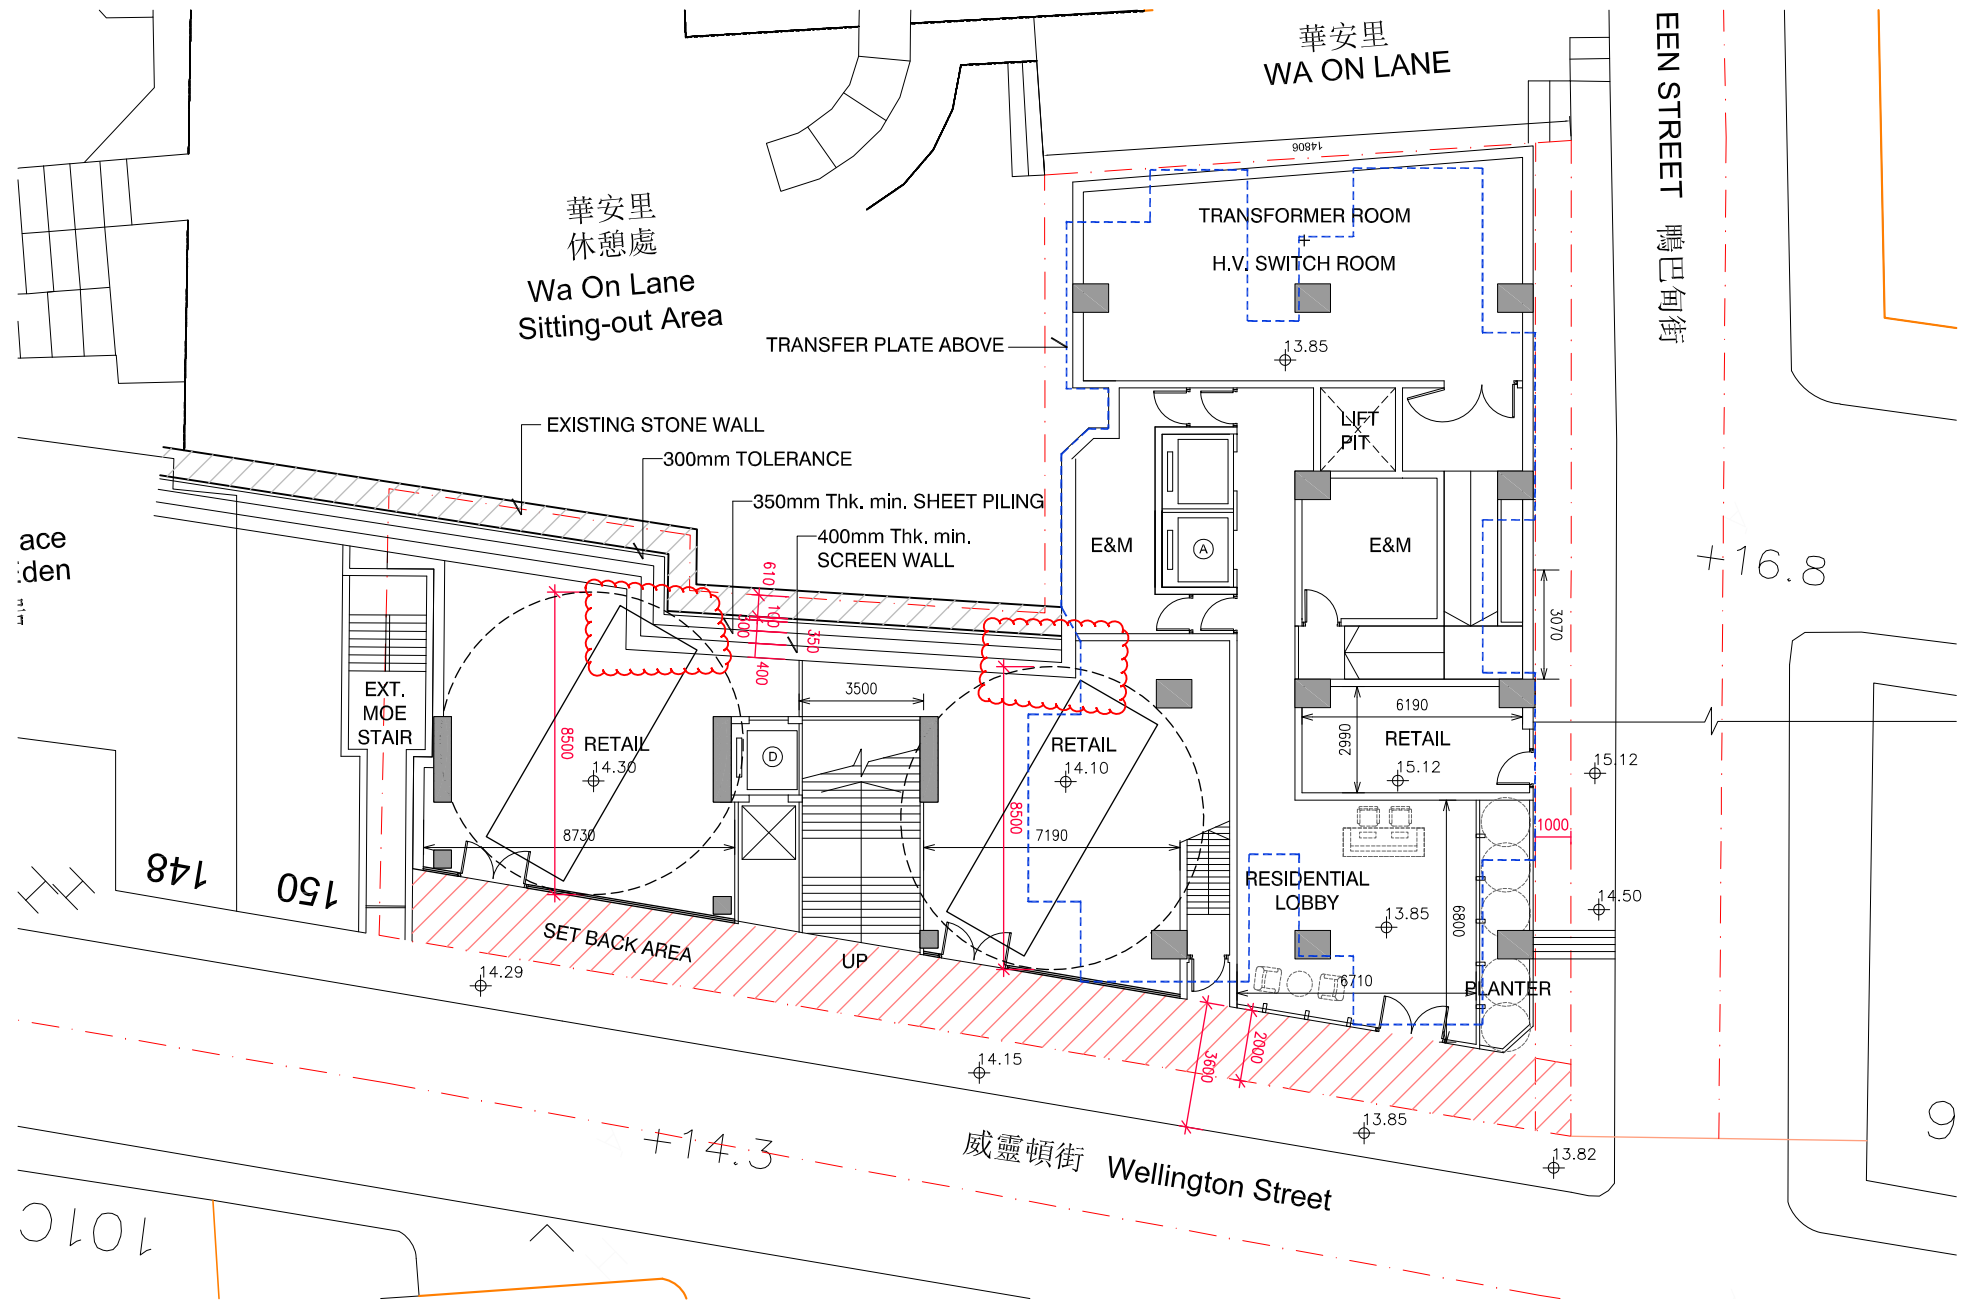 華安里
WA ON LANE
EEN STREET 鴨巴甸街
14806
華安里
休憩處
Wa On Lane
Sitting-out Area
TRANSFORMER ROOM
H.V. SWITCH ROOM
TRANSFER PLATE ABOVE
13.85
EXISTING STONE WALL
LIFT
PIT
300mm TOLERANCE
350mm Thk. min. SHEET PILING
400mm Thk. min.
SCREEN WALL
ace
E&M
A
E&M
+16.8
610
350
400
3070
EXT.
MOE
STAIR
3500
6190
2990
8500
RETAIL
14.30
D
RETAIL
14.10
RETAIL
15.12
15.12
8500
8730
7190
1000
148
150
RESIDENTIAL
LOBBY
13.85
6800
14.50
SET BACK AREA
UP
14.29
6710
PLANTER
2000
3600
14.15
13.85
13.82
+14.3
威靈頓街 Wellington Street
9
101C